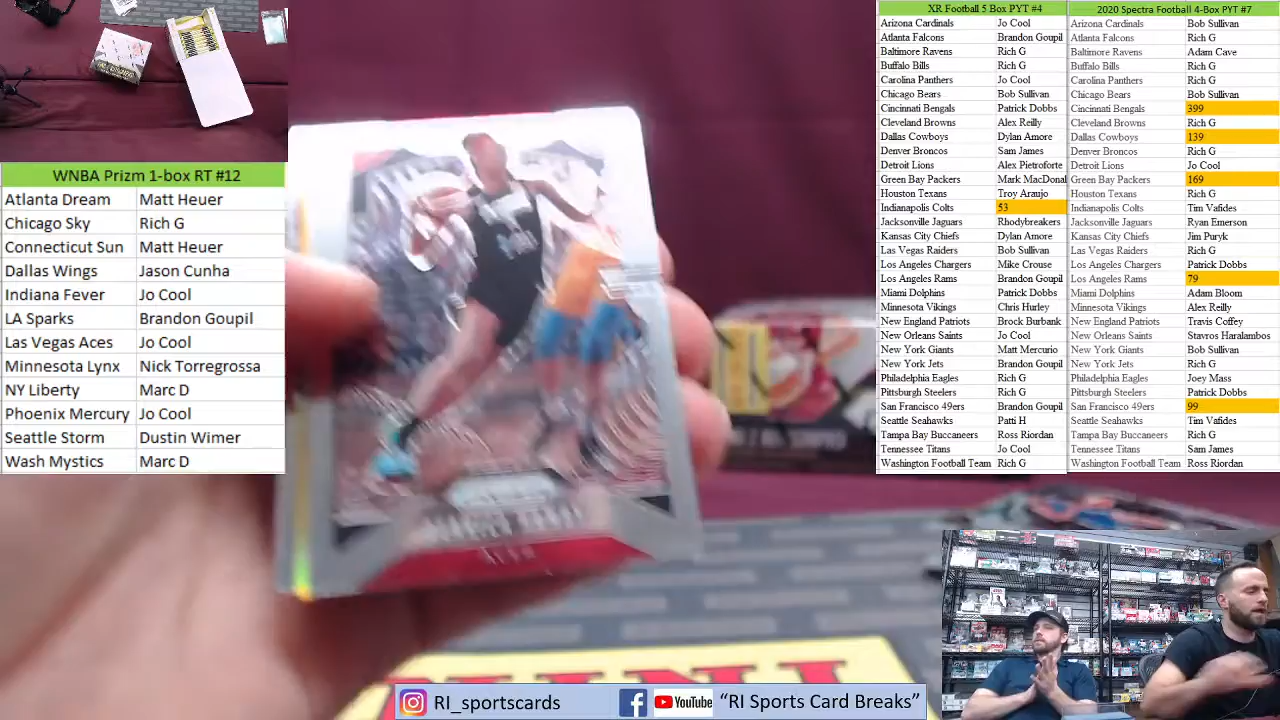 WNBA Prizm 1-box RT #12
Atlanta Dream Matt Heuer
Chicago Sky Rich G
Connecticut Sun Matt Heuer
Dallas Wings Jason Cunha
Indiana Fever Jo Cool
LA Sparks Brandon Goupil
Las Vegas Aces Jo Cool
Minnesota Lynx Nick Torregrossa
NY Liberty Marc D
Phoenix Mercury Jo Cool
Seattle Storm Dustin Wimer
Wash Mystics Marc D
XR Football 5 Box PYT #4
Arizona Cardinals Jo Cool
Atlanta Falcons Brandon Goupil
Baltimore Ravens Rich G
Buffalo Bills Rich G
Carolina Panthers Jo Cool
Chicago Bears Bob Sullivan
Cincinnati Bengals Patrick Dobbs
Cleveland Browns Alex Reilly
Dallas Cowboys Dylan Amore
Denver Broncos Sam James
Detroit Lions Alex Pietroforte
Green Bay Packers Mark MacDonal
Houston Texans Troy Araujo
Indianapolis Colts 53
Jacksonville Jaguars Rhodybreakers
Kansas City Chiefs Dylan Amore
Las Vegas Raiders Bob Sullivan
Los Angeles Chargers Mike Crouse
Los Angeles Rams Brandon Goupil
Miami Dolphins Patrick Dobbs
Minnesota Vikings Chris Hurley
New England Patriots Brock Burbank
New Orleans Saints Jo Cool
New York Giants Matt Mercurio
New York Jets Brandon Goupil
Philadelphia Eagles Rich G
Pittsburgh Steelers Rich G
San Francisco 49ers Brandon Goupil
Seattle Seahawks Patti H
Tampa Bay Buccaneers Ross Riordan
Tennessee Titans Jo Cool
Washington Football Team Rich G
2020 Spectra Football 4-Box PYT #7
Arizona Cardinals Bob Sullivan
Atlanta Falcons Rich G
Baltimore Ravens Adam Cave
Buffalo Bills Rich G
Carolina Panthers Rich G
Chicago Bears Bob Sullivan
Cincinnati Bengals 399
Cleveland Browns Rich G
Dallas Cowboys 139
Denver Broncos Rich G
Detroit Lions Jo Cool
Green Bay Packers 169
Houston Texans Rich G
Indianapolis Colts Tim Vafides
Jacksonville Jaguars Ryan Emerson
Kansas City Chiefs Jim Puryk
Las Vegas Raiders Rich G
Los Angeles Chargers Patrick Dobbs
Los Angeles Rams 79
Miami Dolphins Adam Bloom
Minnesota Vikings Alex Reilly
New England Patriots Travis Coffey
New Orleans Saints Stavros Haralambos
New York Giants Bob Sullivan
New York Jets Rich G
Philadelphia Eagles Joey Mass
Pittsburgh Steelers Patrick Dobbs
San Francisco 49ers 99
Seattle Seahawks Tim Vafides
Tampa Bay Buccaneers Rich G
Tennessee Titans Sam James
Washington Football Team Ross Riordan
RI_sportscards
YouTube “RI Sports Card Breaks”